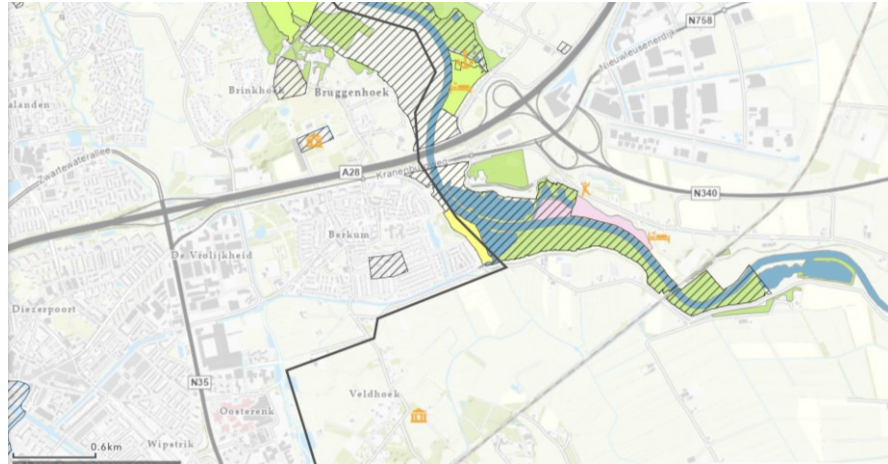 N758
Nieuwleusenerdijk
Brinkhoek
Bruggenhoek
alanden
Zwartewaterallee
A28
Kranenburgweg
N340
Berkum
De Vrolijkheid
Diezerpoort
N35
Veldhoek
Oosterenk
Wipstrik
0.6km